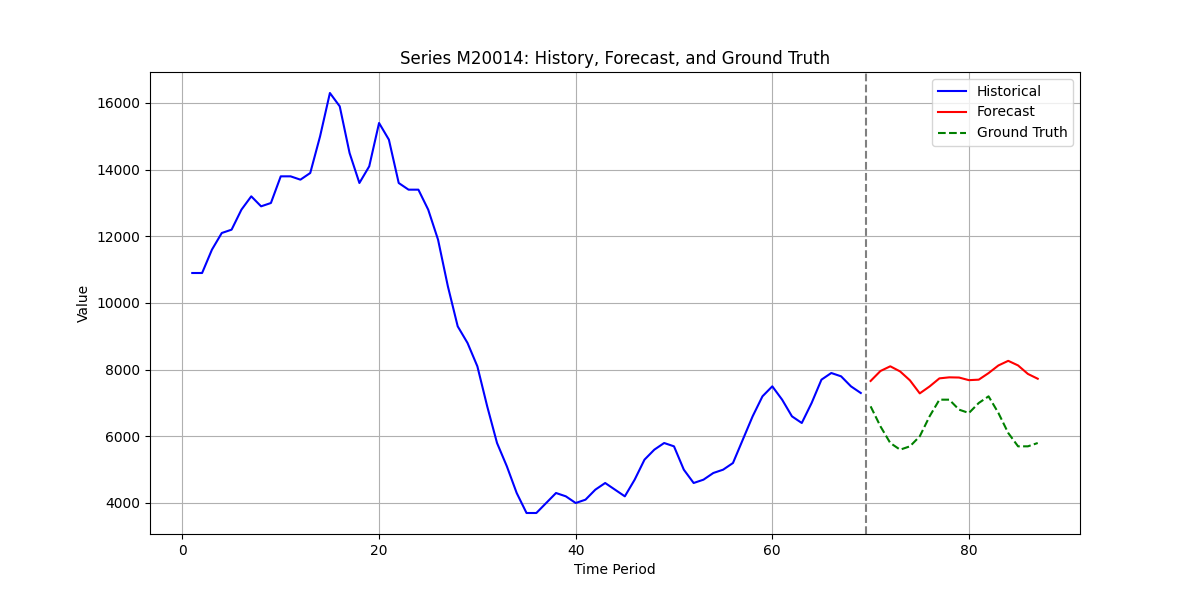 Series M20014: History, Forecast, and Ground Truth
Historical
Forecast
Ground Truth
Value
16000
14000
12000
10000
8000
6000
4000
0
20
40
60
80
Time Period